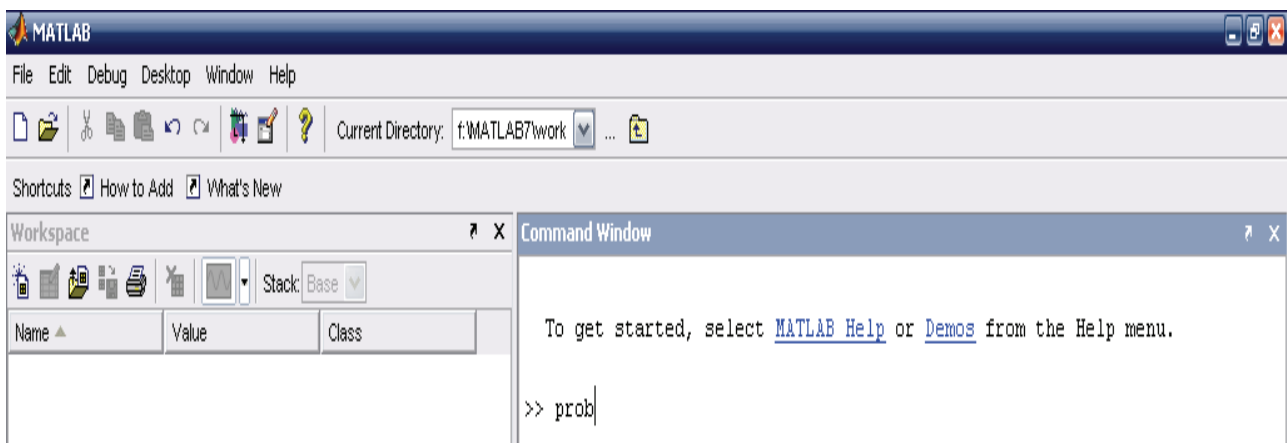 MATLAB
File Edit Debug Desktop Window Help
Current Directory: f:\MATLAB7\work ...
Shortcuts How to Add What's New
Workspace
Stack: Base
Name Value Class
Command Window
To get started, select MATLAB Help or Demos from the Help menu.
>> prob